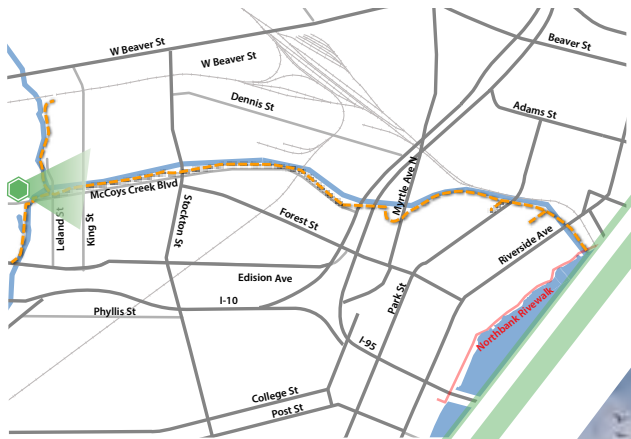 W Beaver St
Beaver St
W Beaver St
Dennis St
Adams St
McCoys Creek Blvd
Myrtle Ave N
Leland St
King St
Stockton St
Forest St
Riverside Ave
Edision Ave
Park St
I-10
Phyllis St
I-95
Northbank Rivewalk
College St
Post St